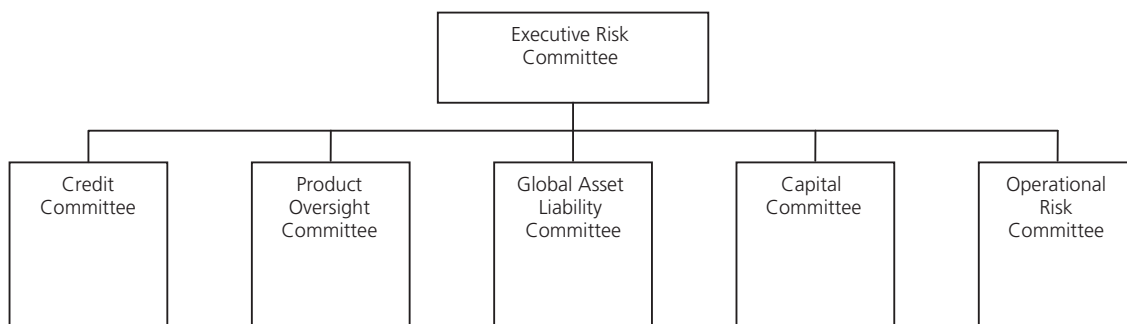 Executive Risk
Committee
Credit
Committee
Product
Oversight
Committee
Global Asset
Liability
Committee
Capital
Committee
Operational
Risk
Committee